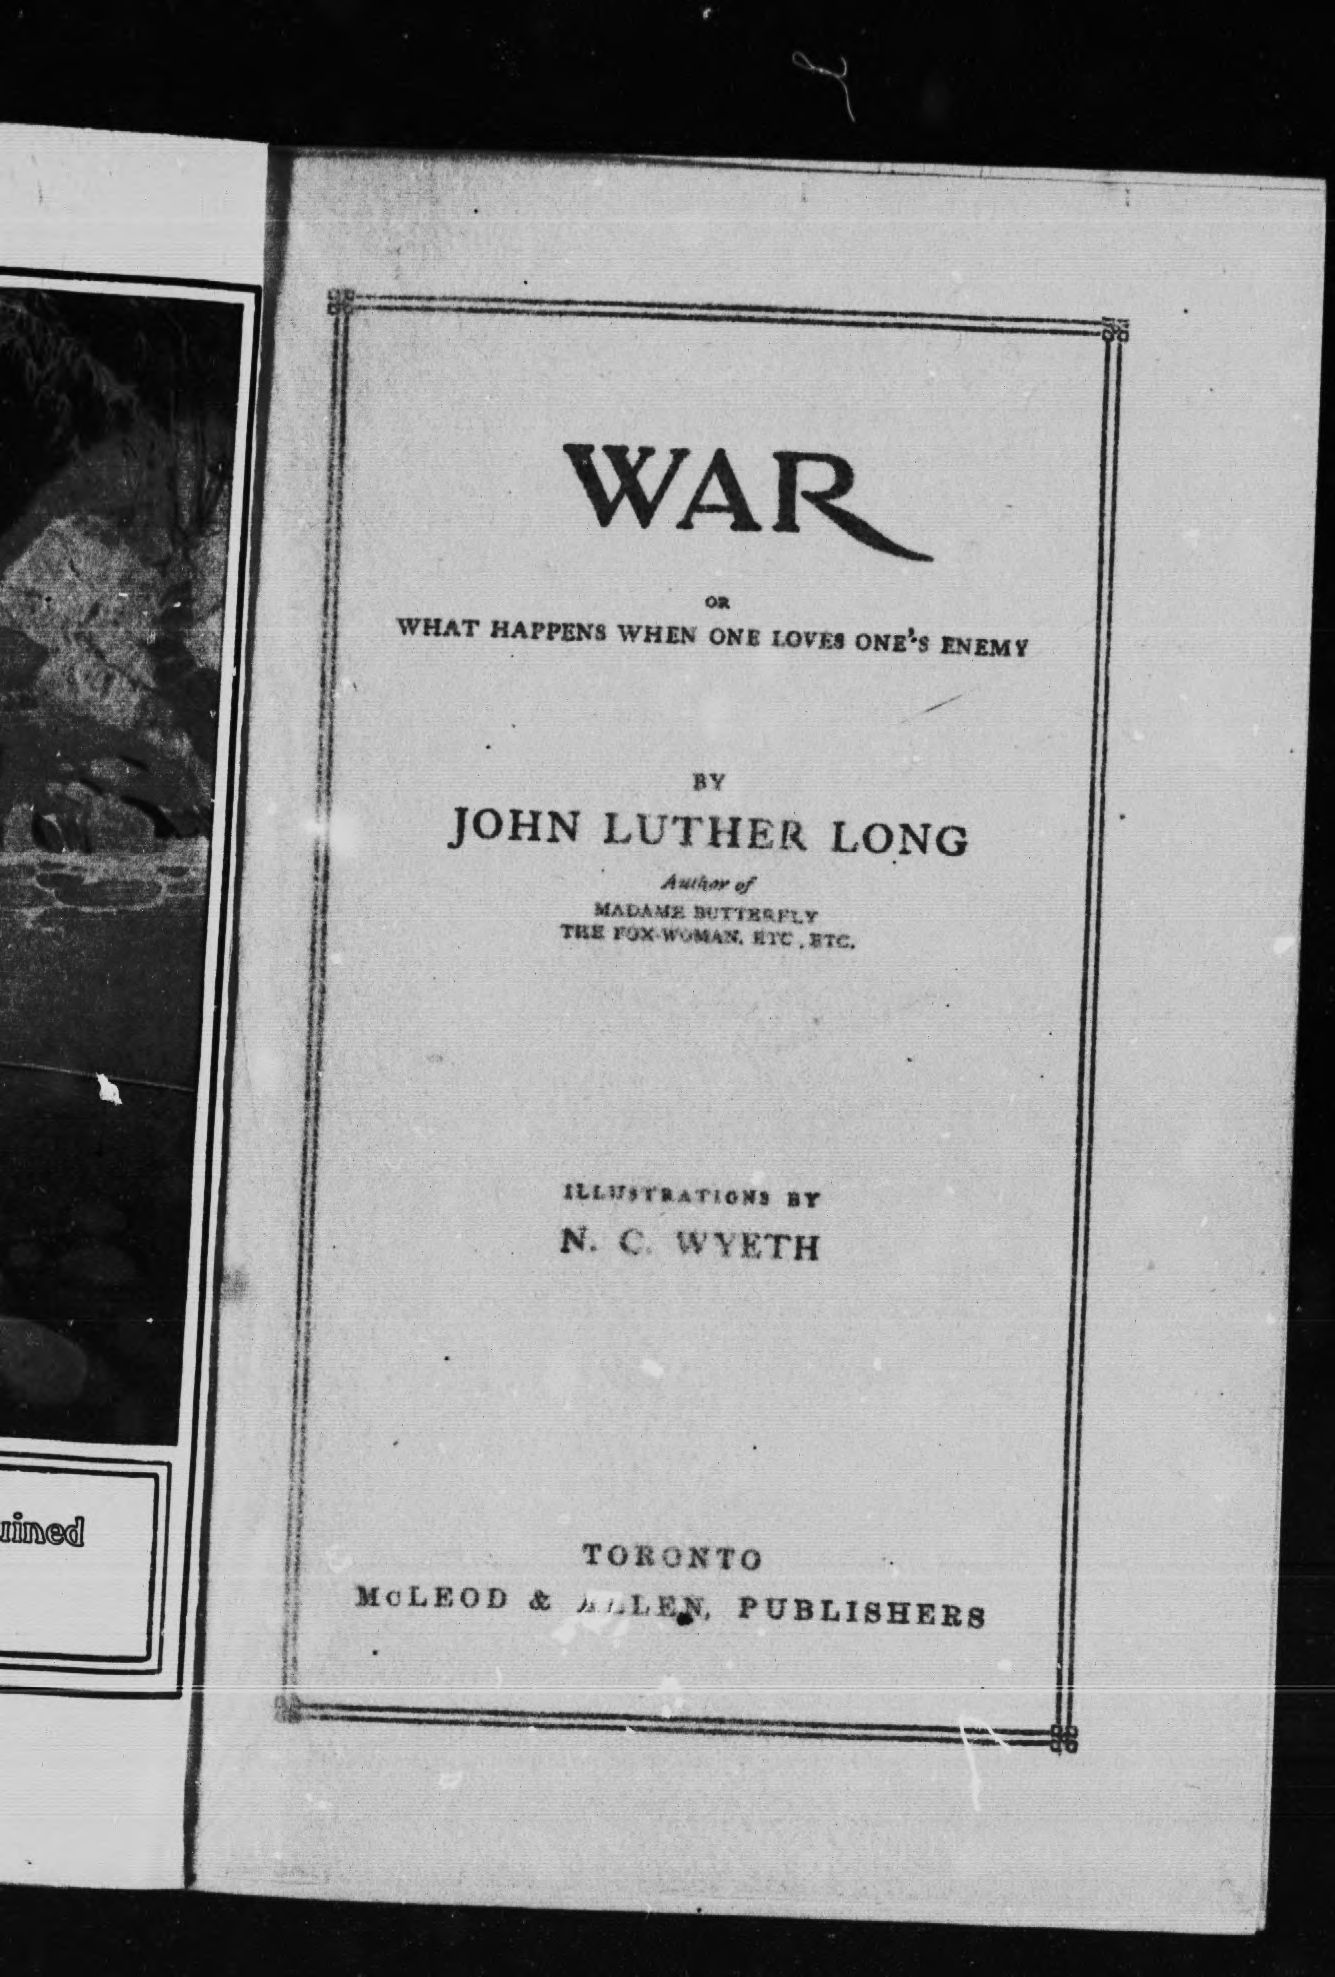 WAR
OR
WHAT HAPPENS WHEN ONE LOVES ONE'S ENEMY
BY
JOHN LUTHER LONG
Author of
MADAME BUTTERFLY
THE FOX-WOMAN, ETC., ETC.
ILLUSTRATIONS BY
N. C. WYETH
TORONTO
McLEOD & ALLEN, PUBLISHERS